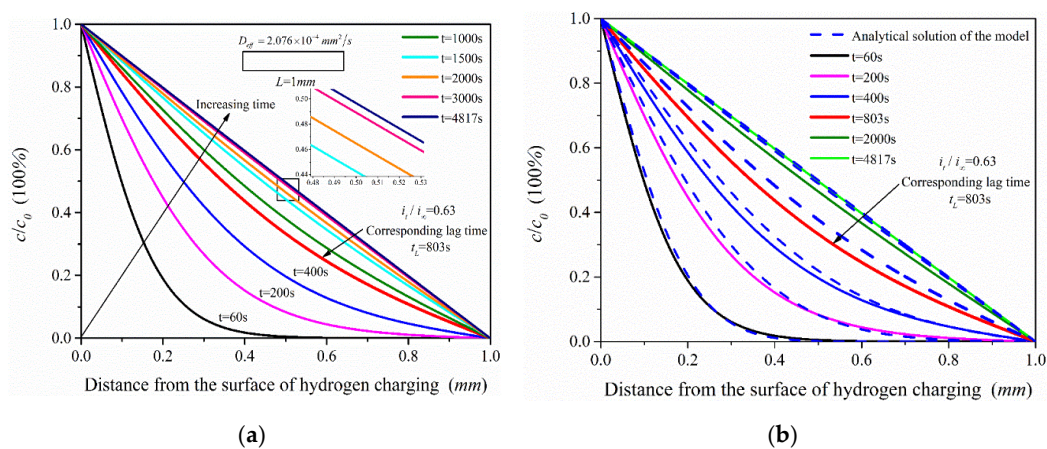 (a)
1.0
0.8
0.6
0.4
0.2
0.0
c/c₀ (100%)
D_eff = 2.076×10⁻⁴ mm²/s
L=1mm
Increasing time
t=1000s
t=1500s
t=2000s
t=3000s
t=4817s
0.50
0.48
0.46
0.44
0.48 0.49 0.50 0.51 0.52 0.53
i_t / i_∞=0.63
Corresponding lag time
t_L=803s
t=400s
t=200s
t=60s
0.0 0.2 0.4 0.6 0.8 1.0
Distance from the surface of hydrogen charging (mm)
(a)
(b)
1.0
0.8
0.6
0.4
0.2
0.0
c/c₀ (100%)
Analytical solution of the model
t=60s
t=200s
t=400s
t=803s
t=2000s
t=4817s
i_t / i_∞=0.63
Corresponding lag time
t_L=803s
0.0 0.2 0.4 0.6 0.8 1.0
Distance from the surface of hydrogen charging (mm)
(b)